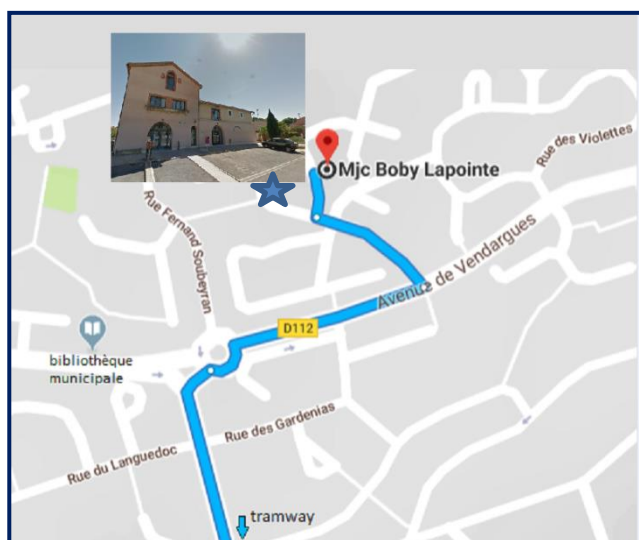 Mjc Boby Lapointe
Rue des Violettes
Rue Fernand Soubeyran
Avenue de Vendargues
D112
bibliothèque
municipale
Rue des Gardenias
Rue du Languedoc
tramway